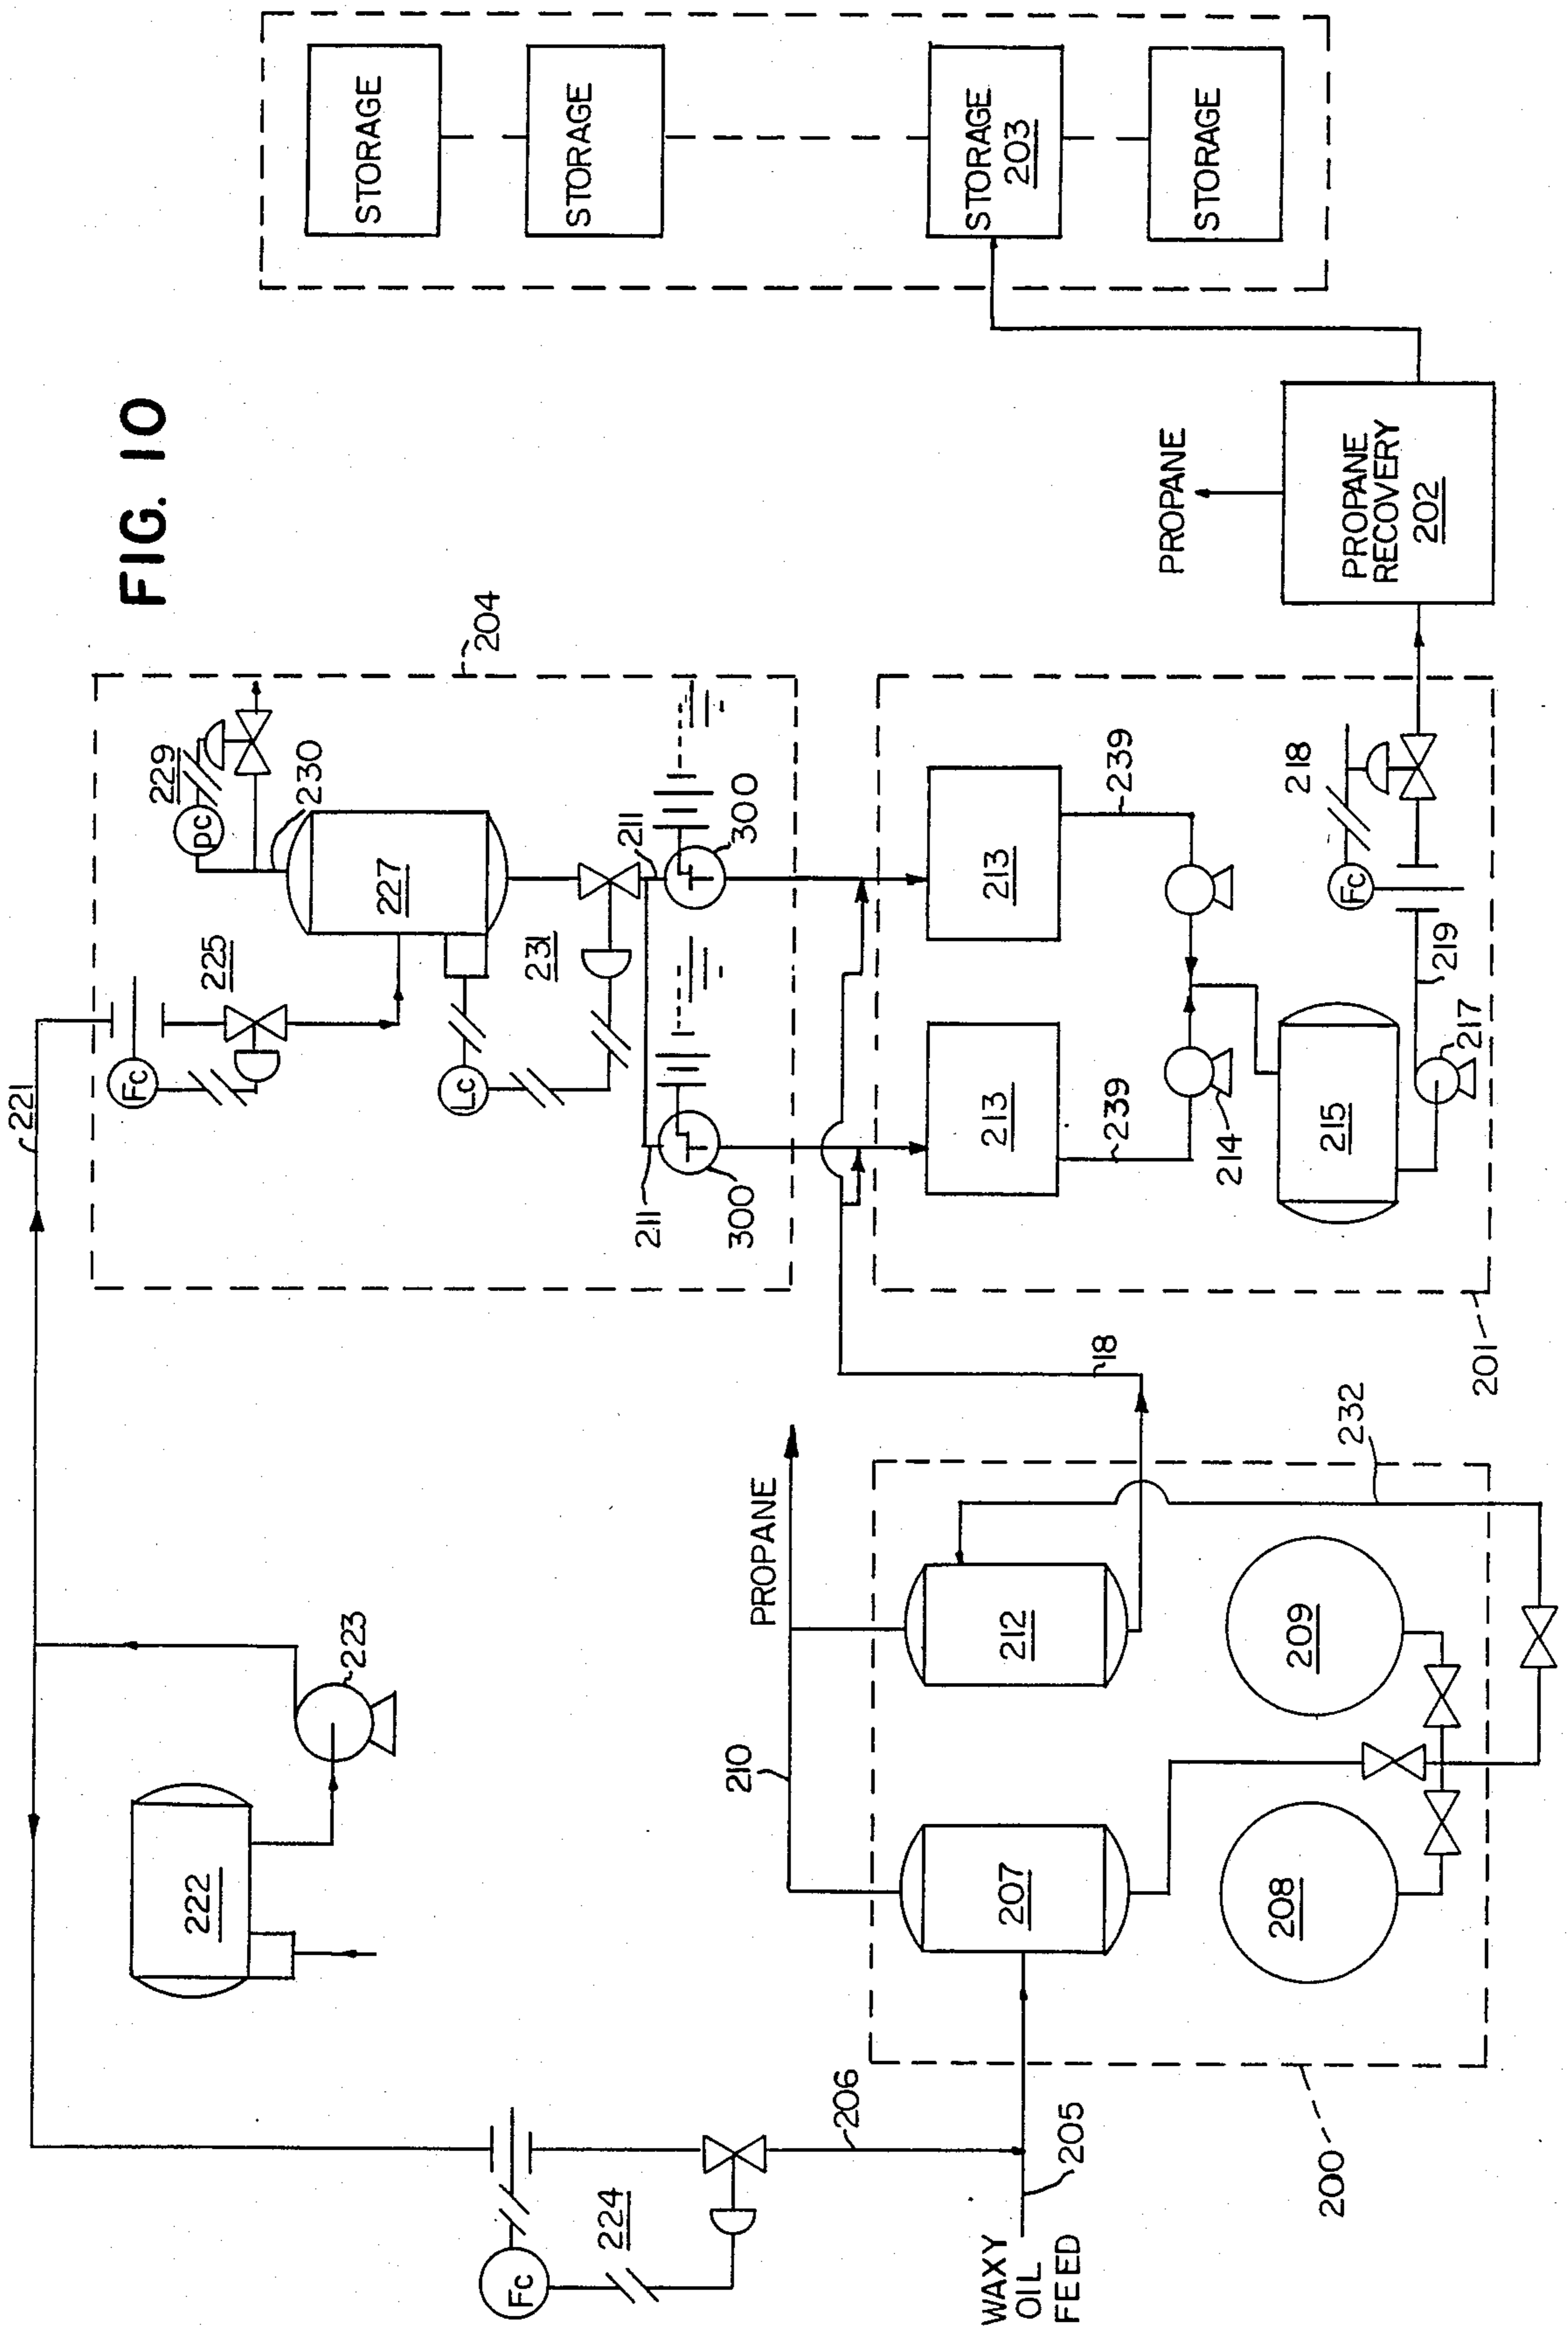 FIG. 10
221
222
223
Fc
224
206
WAXY
OIL
FEED
205
Fc
225
pc
229
230
227
Lc
231
204
211
300
211
300
PROPANE
210
207
212
208
209
200
232
18
213
213
239
239
214
215
217
219
Fc
218
201
PROPANE
PROPANE
RECOVERY
202
STORAGE
STORAGE
STORAGE
203
STORAGE